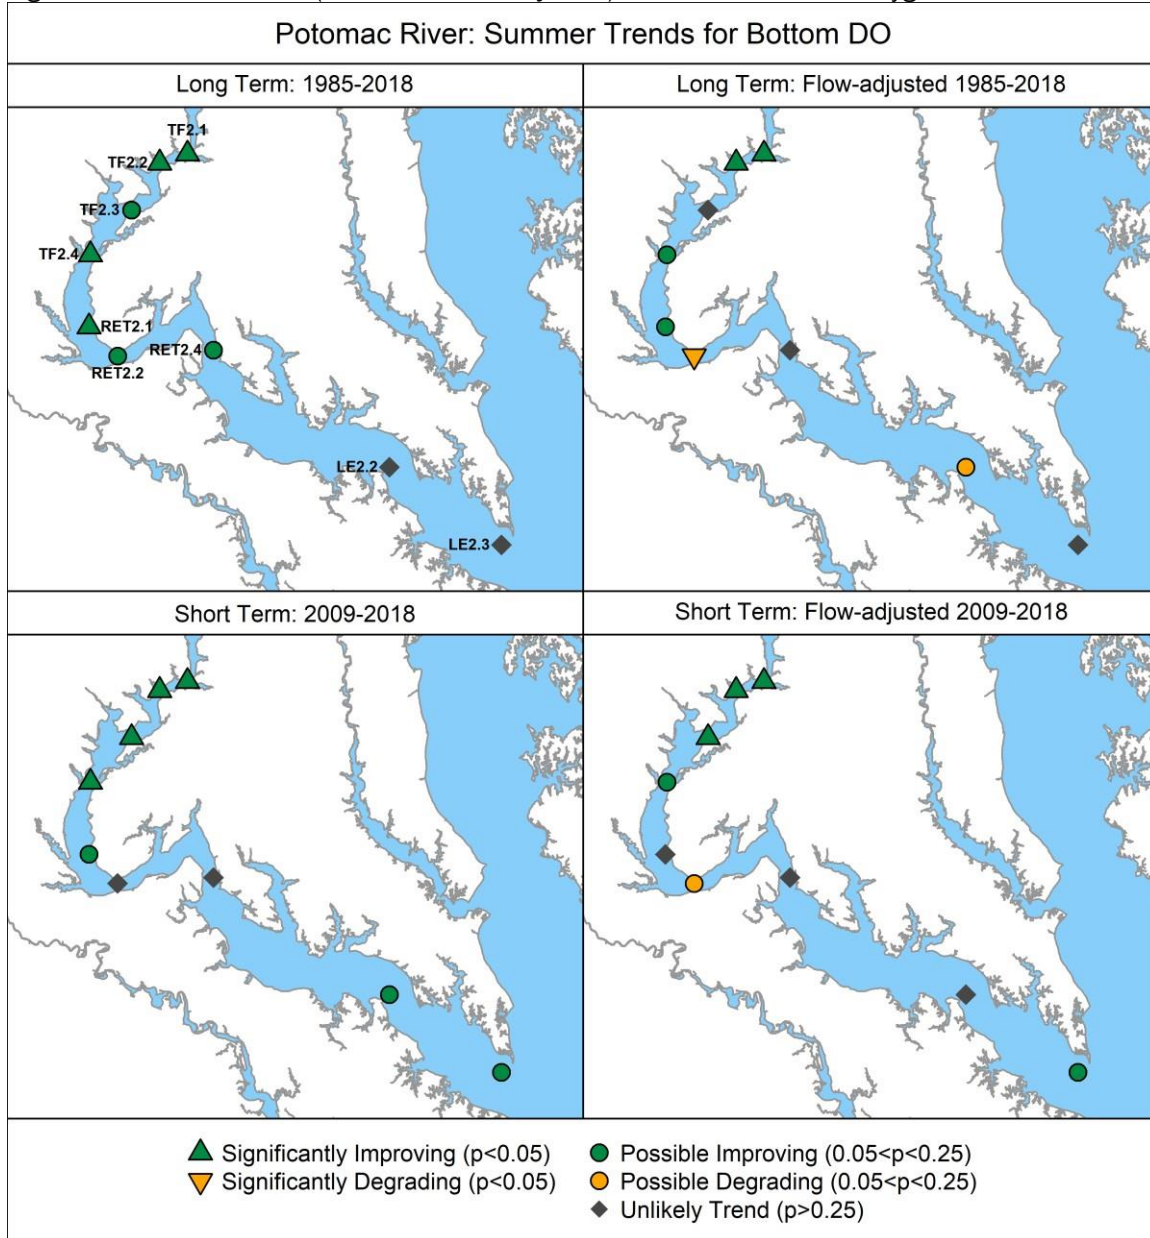 Potomac River: Summer Trends for Bottom DO
Long Term: 1985-2018
Long Term: Flow-adjusted 1985-2018
TF2.1
TF2.2
TF2.3
TF2.4
RET2.1
RET2.4
RET2.2
LE2.2
LE2.3
Short Term: 2009-2018
Short Term: Flow-adjusted 2009-2018
Significantly Improving (p<0.05)
Significantly Degrading (p<0.05)
Possible Improving (0.05<p<0.25)
Possible Degrading (0.05<p<0.25)
Unlikely Trend (p>0.25)